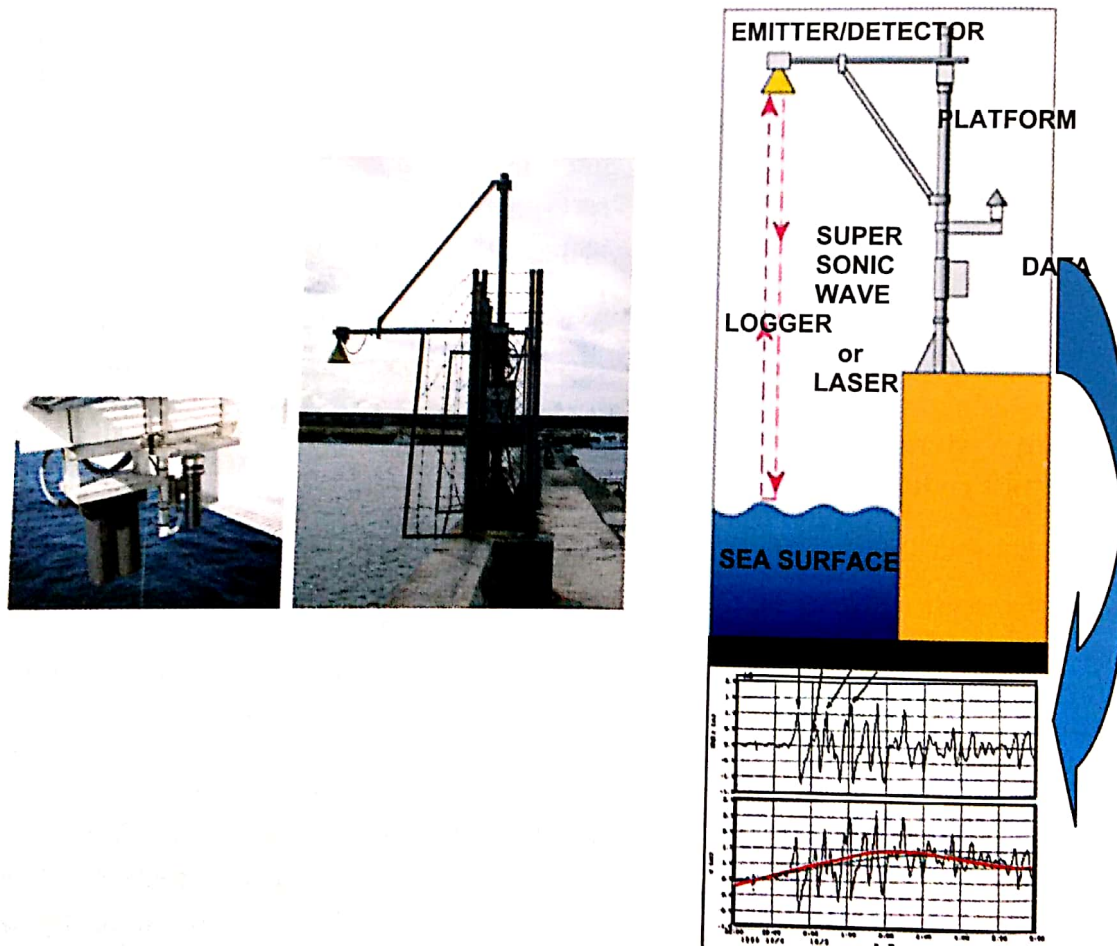 EMITTER/DETECTOR
PLATFORM
SUPER
SONIC
WAVE
DATA
LOGGER
or
LASER
SEA SURFACE